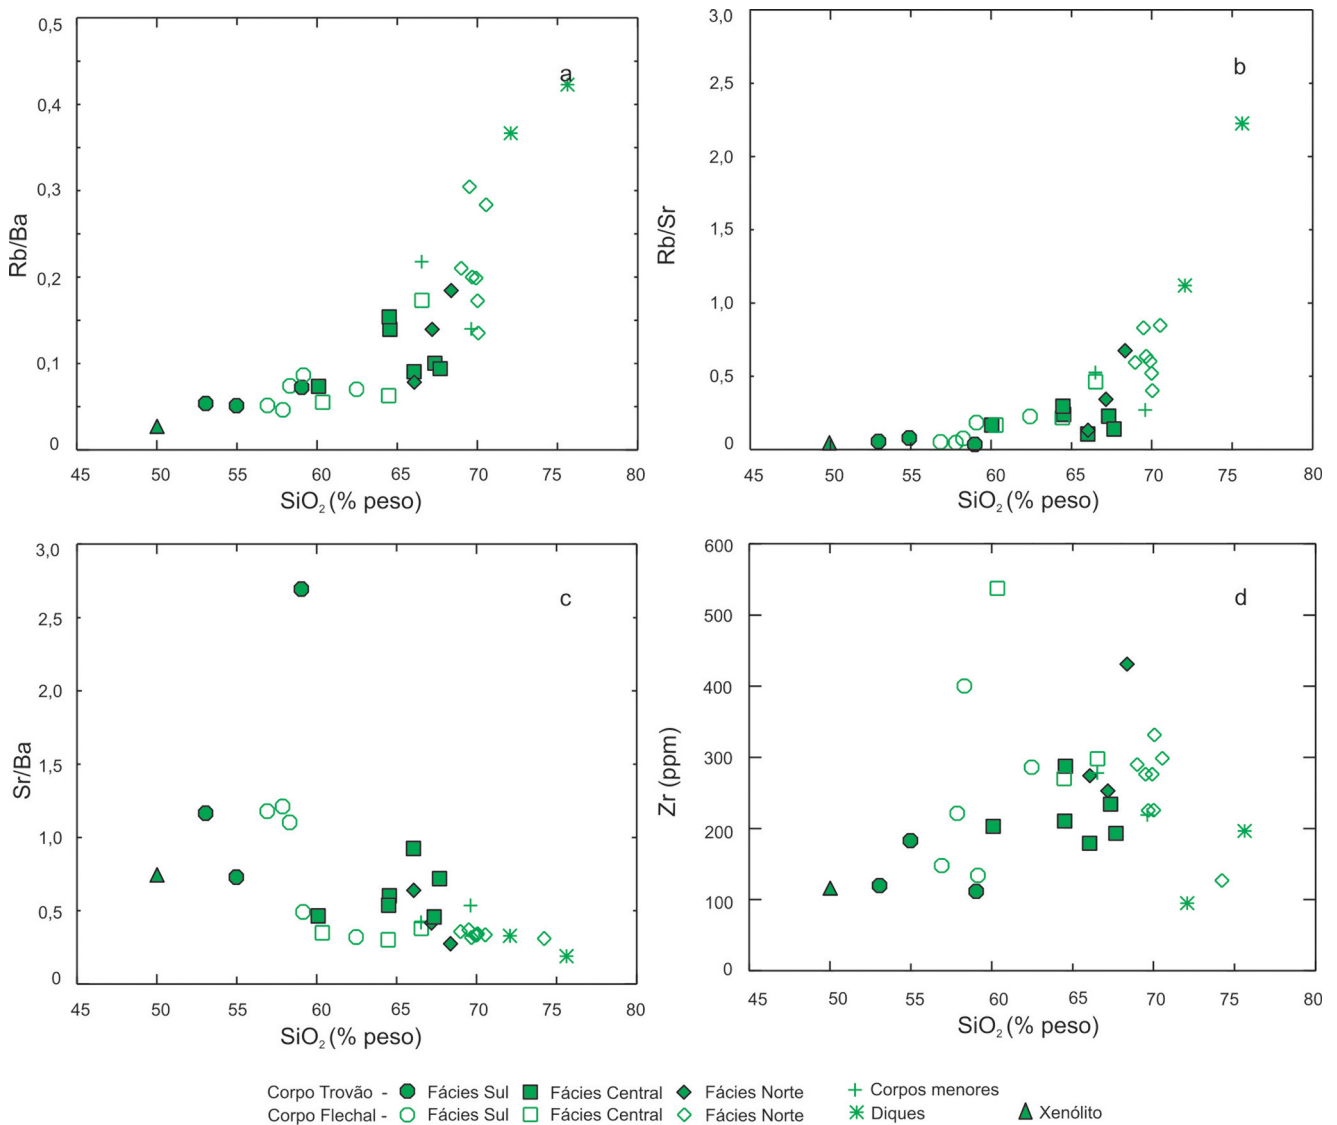 0,5
0,4
0,3
0,2
0,1
0
Rb/Ba
a
45 50 55 60 65 70 75 80
SiO₂ (% peso)
3,0
2,5
2,0
1,5
1,0
0,5
0
Rb/Sr
b
45 50 55 60 65 70 75 80
SiO₂ (% peso)
3,0
2,5
2,0
1,5
1,0
0,5
0
Sr/Ba
c
45 50 55 60 65 70 75 80
SiO₂ (% peso)
600
500
400
300
200
100
0
Zr (ppm)
d
45 50 55 60 65 70 75 80
SiO₂ (% peso)
Corpo Trovão - Fácies Sul Fácies Central Fácies Norte Corpos menores
Corpo Flechal - Fácies Sul Fácies Central Fácies Norte Diques Xenólito